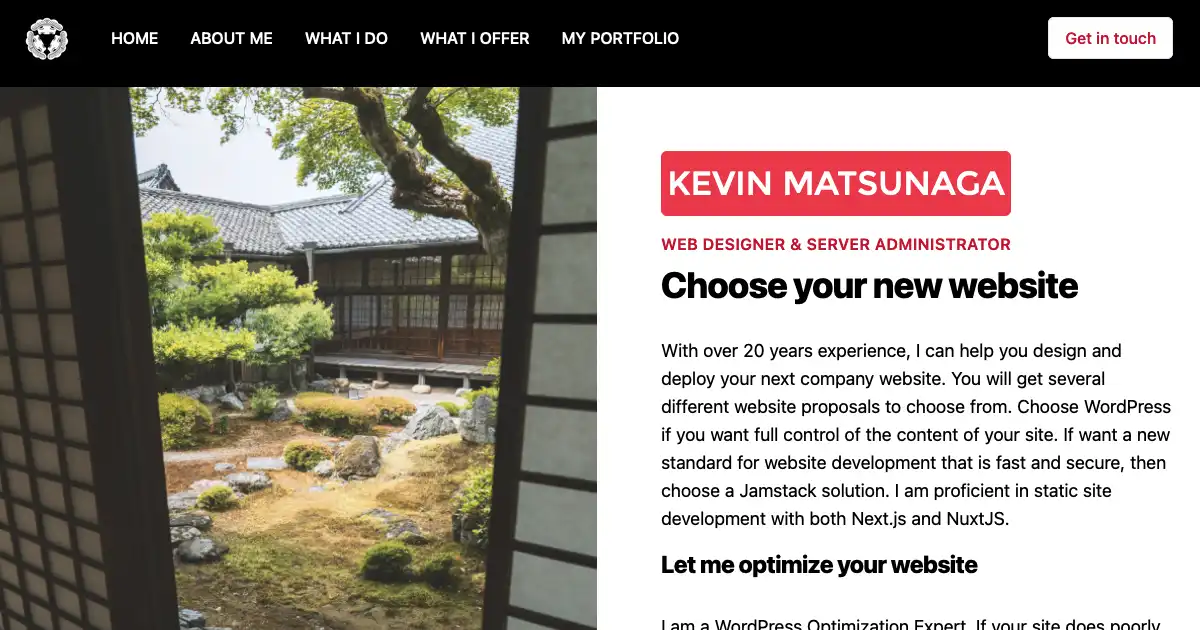 HOME ABOUT ME WHAT I DO WHAT I OFFER MY PORTFOLIO Get in touch
KEVIN MATSUNAGA
WEB DESIGNER & SERVER ADMINISTRATOR
Choose your new website
With over 20 years experience, I can help you design and
deploy your next company website. You will get several
different website proposals to choose from. Choose WordPress
if you want full control of the content of your site. If want a new
standard for website development that is fast and secure, then
choose a Jamstack solution. I am proficient in static site
development with both Next.js and NuxtJS.
Let me optimize your website
I am a WordPress Optimization Expert. If your site does poorly